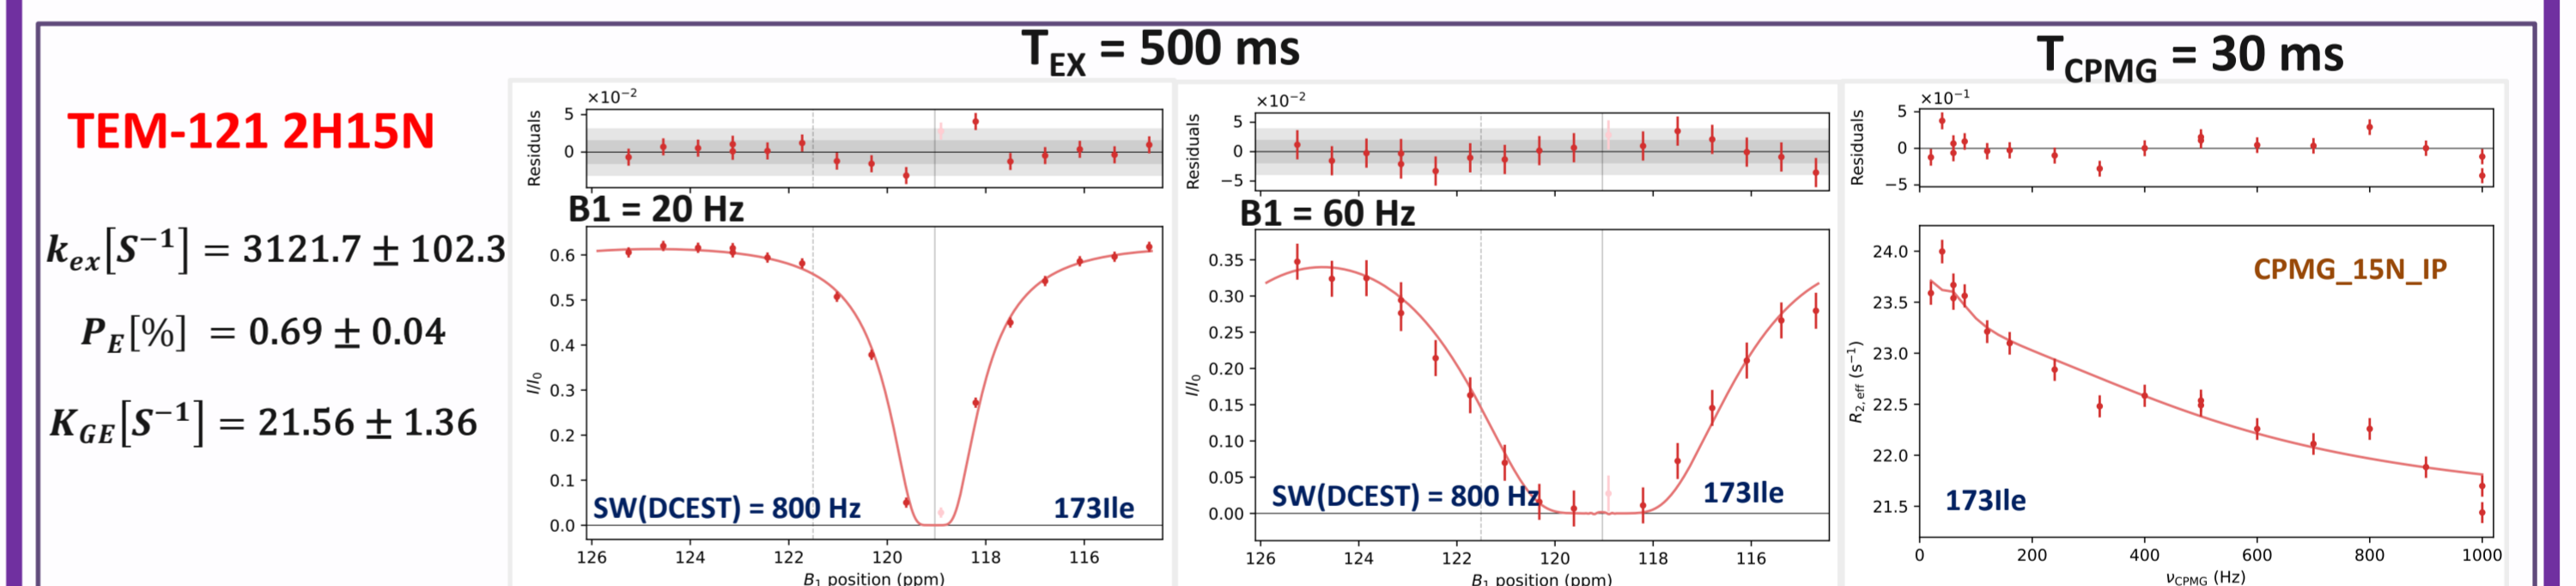 T_EX = 500 ms
T_CPMG = 30 ms
TEM-121 2H15N
k_ex[S^−1] = 3121.7 ± 102.3
P_E[%] = 0.69 ± 0.04
K_GE[S^−1] = 21.56 ± 1.36
×10^−2
Residuals
5
0
B1 = 20 Hz
I/I_0
0.6
0.5
0.4
0.3
0.2
0.1
0.0
SW(DCEST) = 800 Hz
173Ile
126 124 122 120 118 116
B_1 position (ppm)
×10^−2
Residuals
5
0
−5
B1 = 60 Hz
I/I_0
0.35
0.30
0.25
0.20
0.15
0.10
0.05
0.00
SW(DCEST) = 800 Hz
173Ile
126 124 122 120 118 116
B_1 position (ppm)
×10^−1
Residuals
5
0
−5
CPMG_15N_IP
R_2,eff (s^−1)
24.0
23.5
23.0
22.5
22.0
21.5
173Ile
0 200 400 600 800 1000
ν_CPMG (Hz)